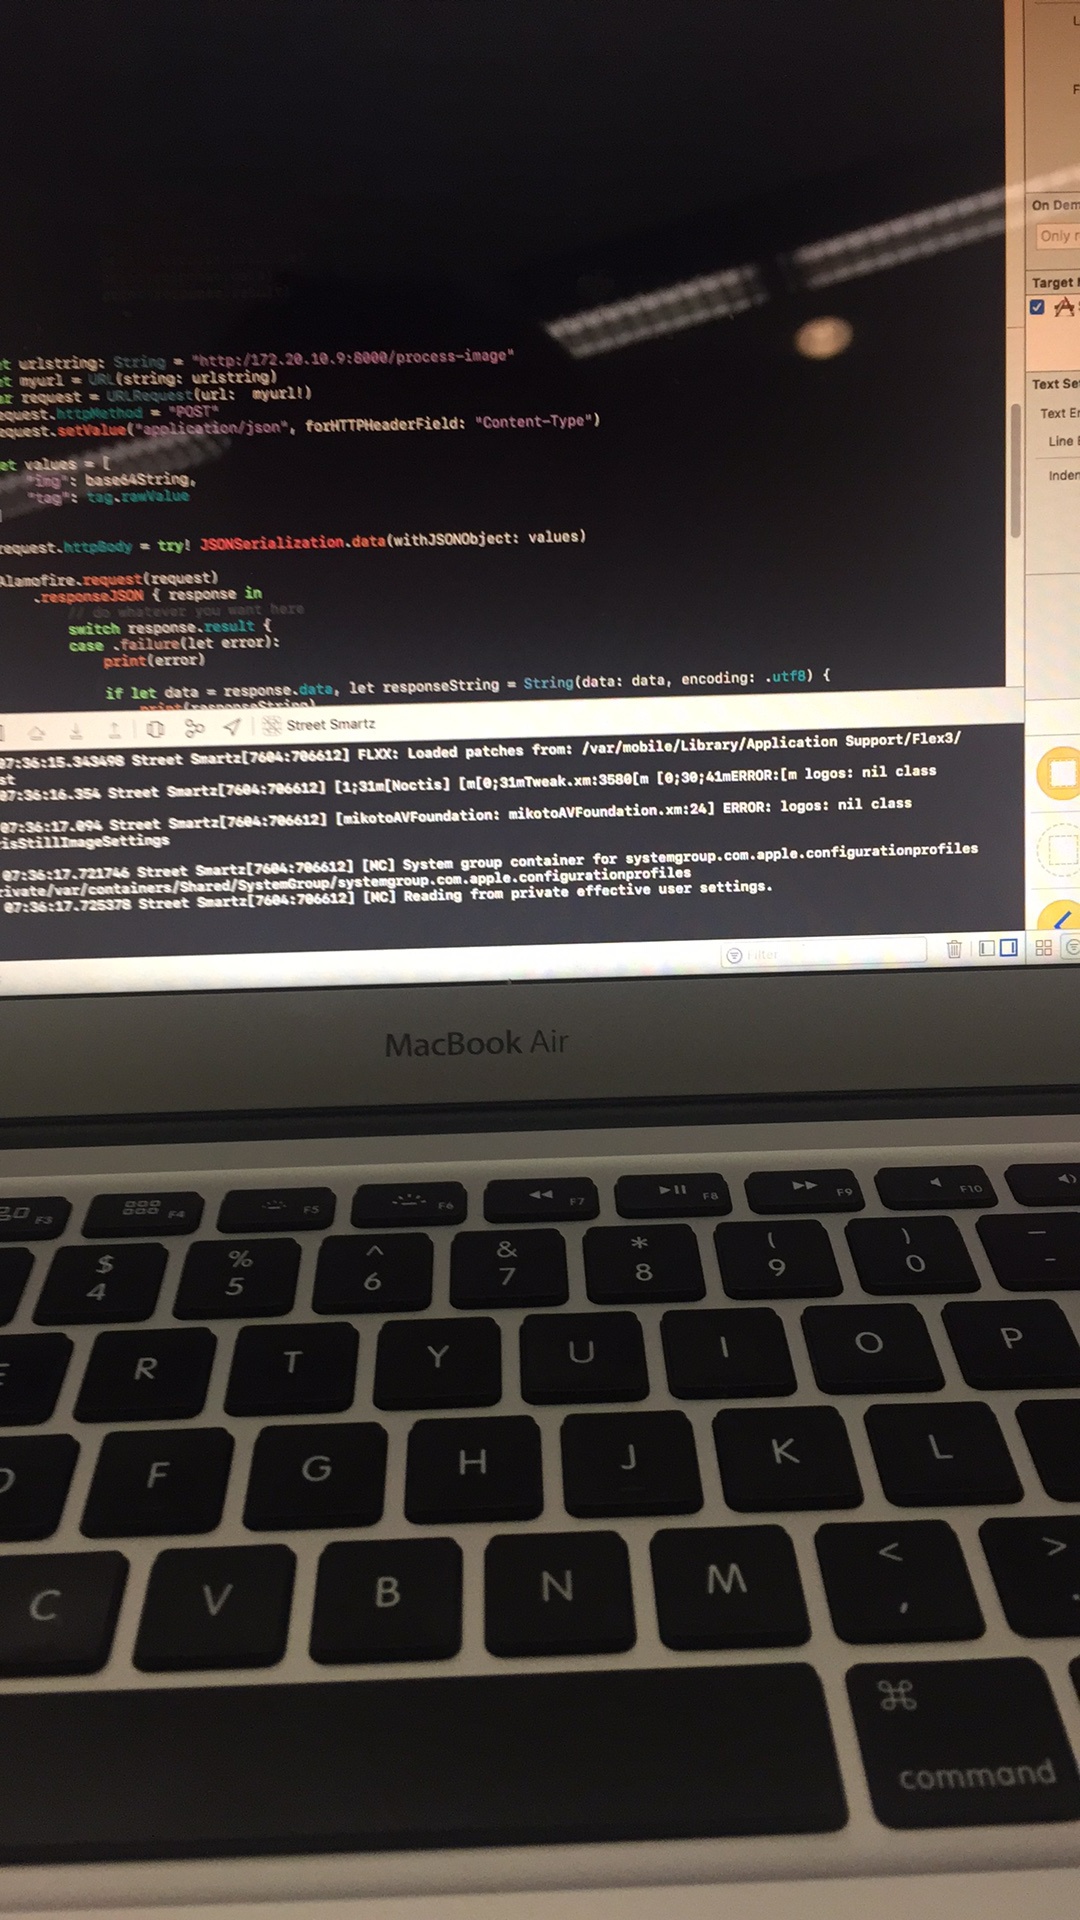 On Dem
Only r
Target
Text Se
Text E
Line
Inden
t urlstring: String = "http:/172.20.10.9:8000/process-image"
t myurl = URL(string: urlstring)
ar request = URLRequest(url: myurl!)
equest.httpMethod = "POST"
equest.setValue("application/json", forHTTPHeaderField: "Content-Type")
et values = [
"img": base64String,
"tag": tag.rawValue
]
request.httpBody = try! JSONSerialization.data(withJSONObject: values)
Alamofire.request(request)
.responseJSON { response in
// do whatever you want here
switch response.result {
case .failure(let error):
print(error)
if let data = response.data, let responseString = String(data: data, encoding: .utf8) {
print(responseString)
Street Smartz
07:36:15.343498 Street Smartz[7604:706612] FLXX: Loaded patches from: /var/mobile/Library/Application Support/Flex3/
st
07:36:16.354 Street Smartz[7604:706612] [1;31m[Noctis] [m[0;31mTweak.xm:3580[m [0;30;41mERROR:[m logos: nil class
07:36:17.094 Street Smartz[7604:706612] [mikotoAVFoundation: mikotoAVFoundation.xm:24] ERROR: logos: nil class
isStillImageSettings
07:36:17.721746 Street Smartz[7604:706612] [MC] System group container for systemgroup.com.apple.configurationprofiles
rivate/var/containers/Shared/SystemGroup/systemgroup.com.apple.configurationprofiles
07:36:17.725378 Street Smartz[7604:706612] [MC] Reading from private effective user settings.
Filter
MacBook Air
F3 F4 F5 F6 F7 F8 F9 F10
$ % ^ & * ( ) —
4 5 6 7 8 9 0 -
E R T Y U I O P
D F G H J K L
C V B N M < >
, .
⌘
command